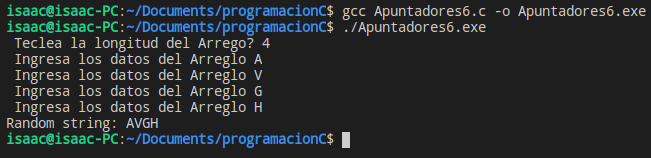 isaac@isaac-PC:~/Documents/programacionC$ gcc Apuntadores6.c -o Apuntadores6.exe
isaac@isaac-PC:~/Documents/programacionC$ ./Apuntadores6.exe
Teclea la longitud del Arrego? 4
Ingresa los datos del Arreglo A
Ingresa los datos del Arreglo V
Ingresa los datos del Arreglo G
Ingresa los datos del Arreglo H
Random string: AVGH
isaac@isaac-PC:~/Documents/programacionC$